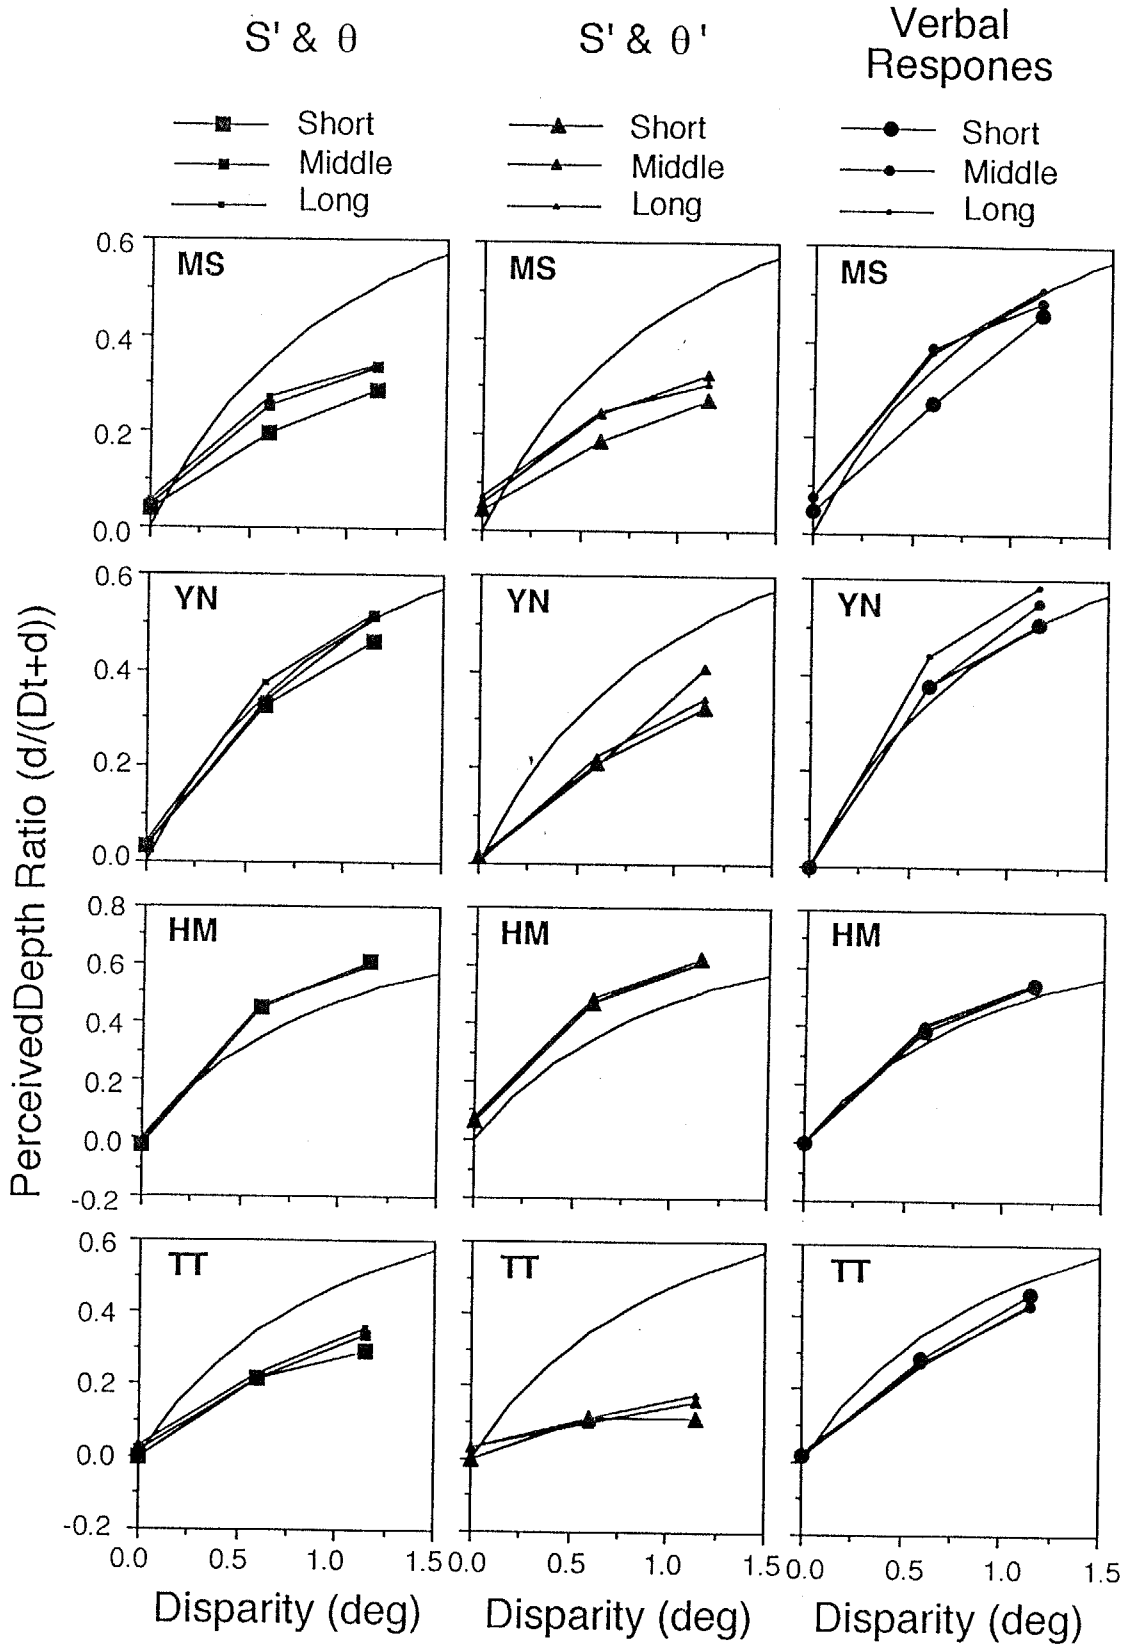 S' & θ
S' & θ'
Verbal
Respones
Short
Middle
Long
Short
Middle
Long
Short
Middle
Long
PerceivedDepth Ratio (d/(Dt+d))
0.6
0.4
0.2
0.0
MS
MS
MS
0.6
0.4
0.2
0.0
YN
YN
YN
0.8
0.6
0.4
0.2
0.0
-0.2
HM
HM
HM
0.6
0.4
0.2
0.0
-0.2
TT
TT
TT
0.0 0.5 1.0 1.5
0.0 0.5 1.0 1.5
0.0 0.5 1.0 1.5
Disparity (deg)
Disparity (deg)
Disparity (deg)